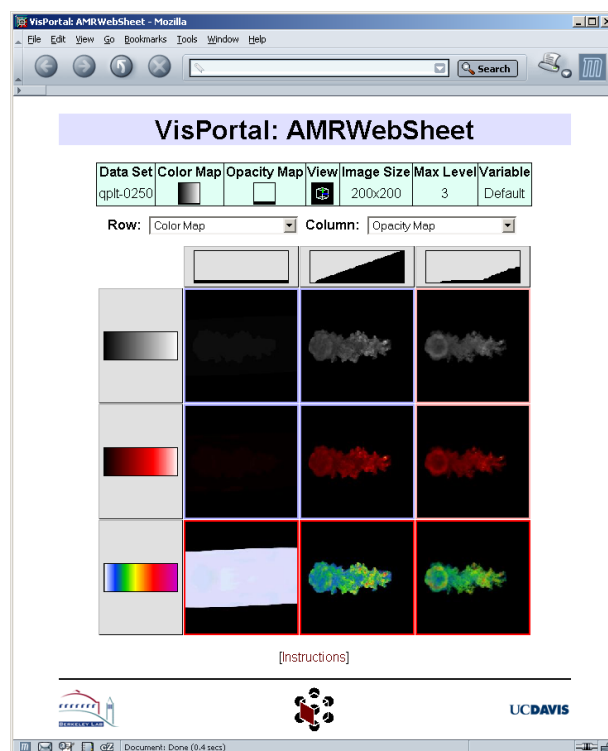 VisPortal: AMRWebSheet - Mozilla
File Edit View Go Bookmarks Tools Window Help
Search
VisPortal: AMRWebSheet
Data Set Color Map Opacity Map View Image Size Max Level Variable
qplt-0250 200x200 3 Default
Row: Color Map Column: Opacity Map
[Instructions]
BERKELEY LAB
UCDAVIS
Document: Done (0.4 secs)